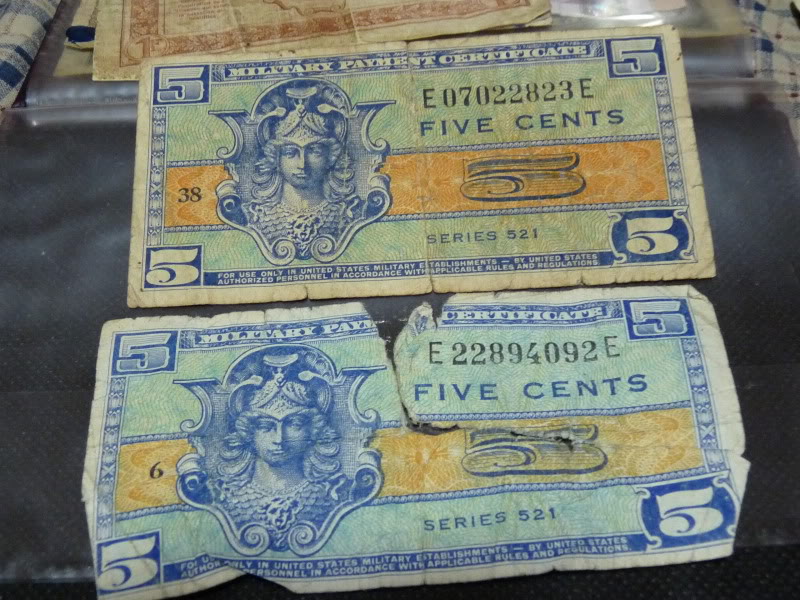 5 MILITARY PAYMENT CERTIFICATE 5
E07022823E
FIVE CENTS
38 5
SERIES 521
5 5
FOR USE ONLY IN UNITED STATES MILITARY ESTABLISHMENTS — BY UNITED STATES
AUTHORIZED PERSONNEL IN ACCORDANCE WITH APPLICABLE RULES AND REGULATIONS.
5 MILITARY PAYM CERTIFICATE 5
E22894092E
FIVE CENTS
6 5
SERIES 521
5 5
FOR U ONLY IN UNITED STATES MILITARY ESTABLISHMENTS — BY UNITED STATES
PERSONNEL IN ACCORDANCE WITH APPLICABLE RULES AND REGULATIONS.